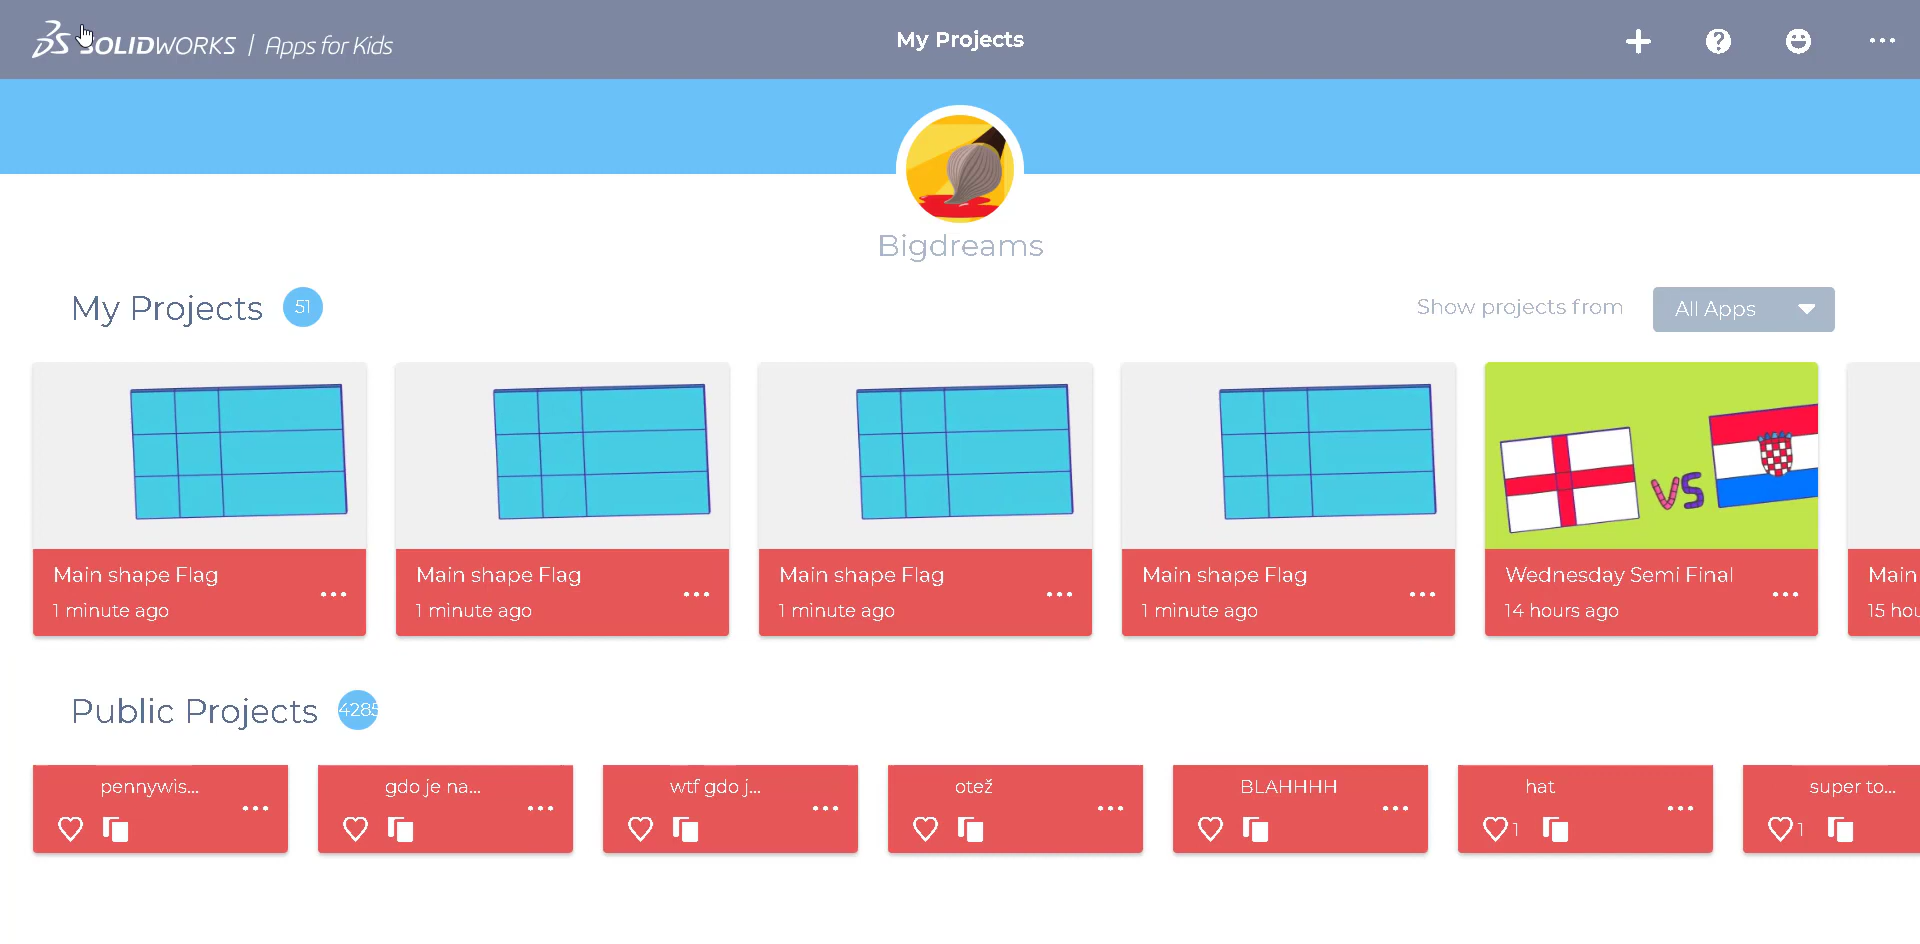 SOLIDWORKS | Apps for Kids
My Projects
Bigdreams
My Projects 51
Show projects from All Apps
Main shape Flag
1 minute ago
Main shape Flag
1 minute ago
Main shape Flag
1 minute ago
Main shape Flag
1 minute ago
VS
Wednesday Semi Final
14 hours ago
Main
15 hou
Public Projects 4285
pennywis...
gdo je na...
wtf gdo j...
otež
BLAHHHH
hat
1
super to...
1